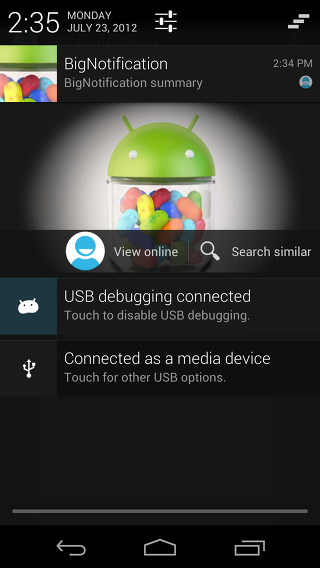 2:35
MONDAY
JULY 23, 2012
BigNotification
2:34 PM
BigNotification summary
View online
Search similar
USB debugging connected
Touch to disable USB debugging.
Connected as a media device
Touch for other USB options.